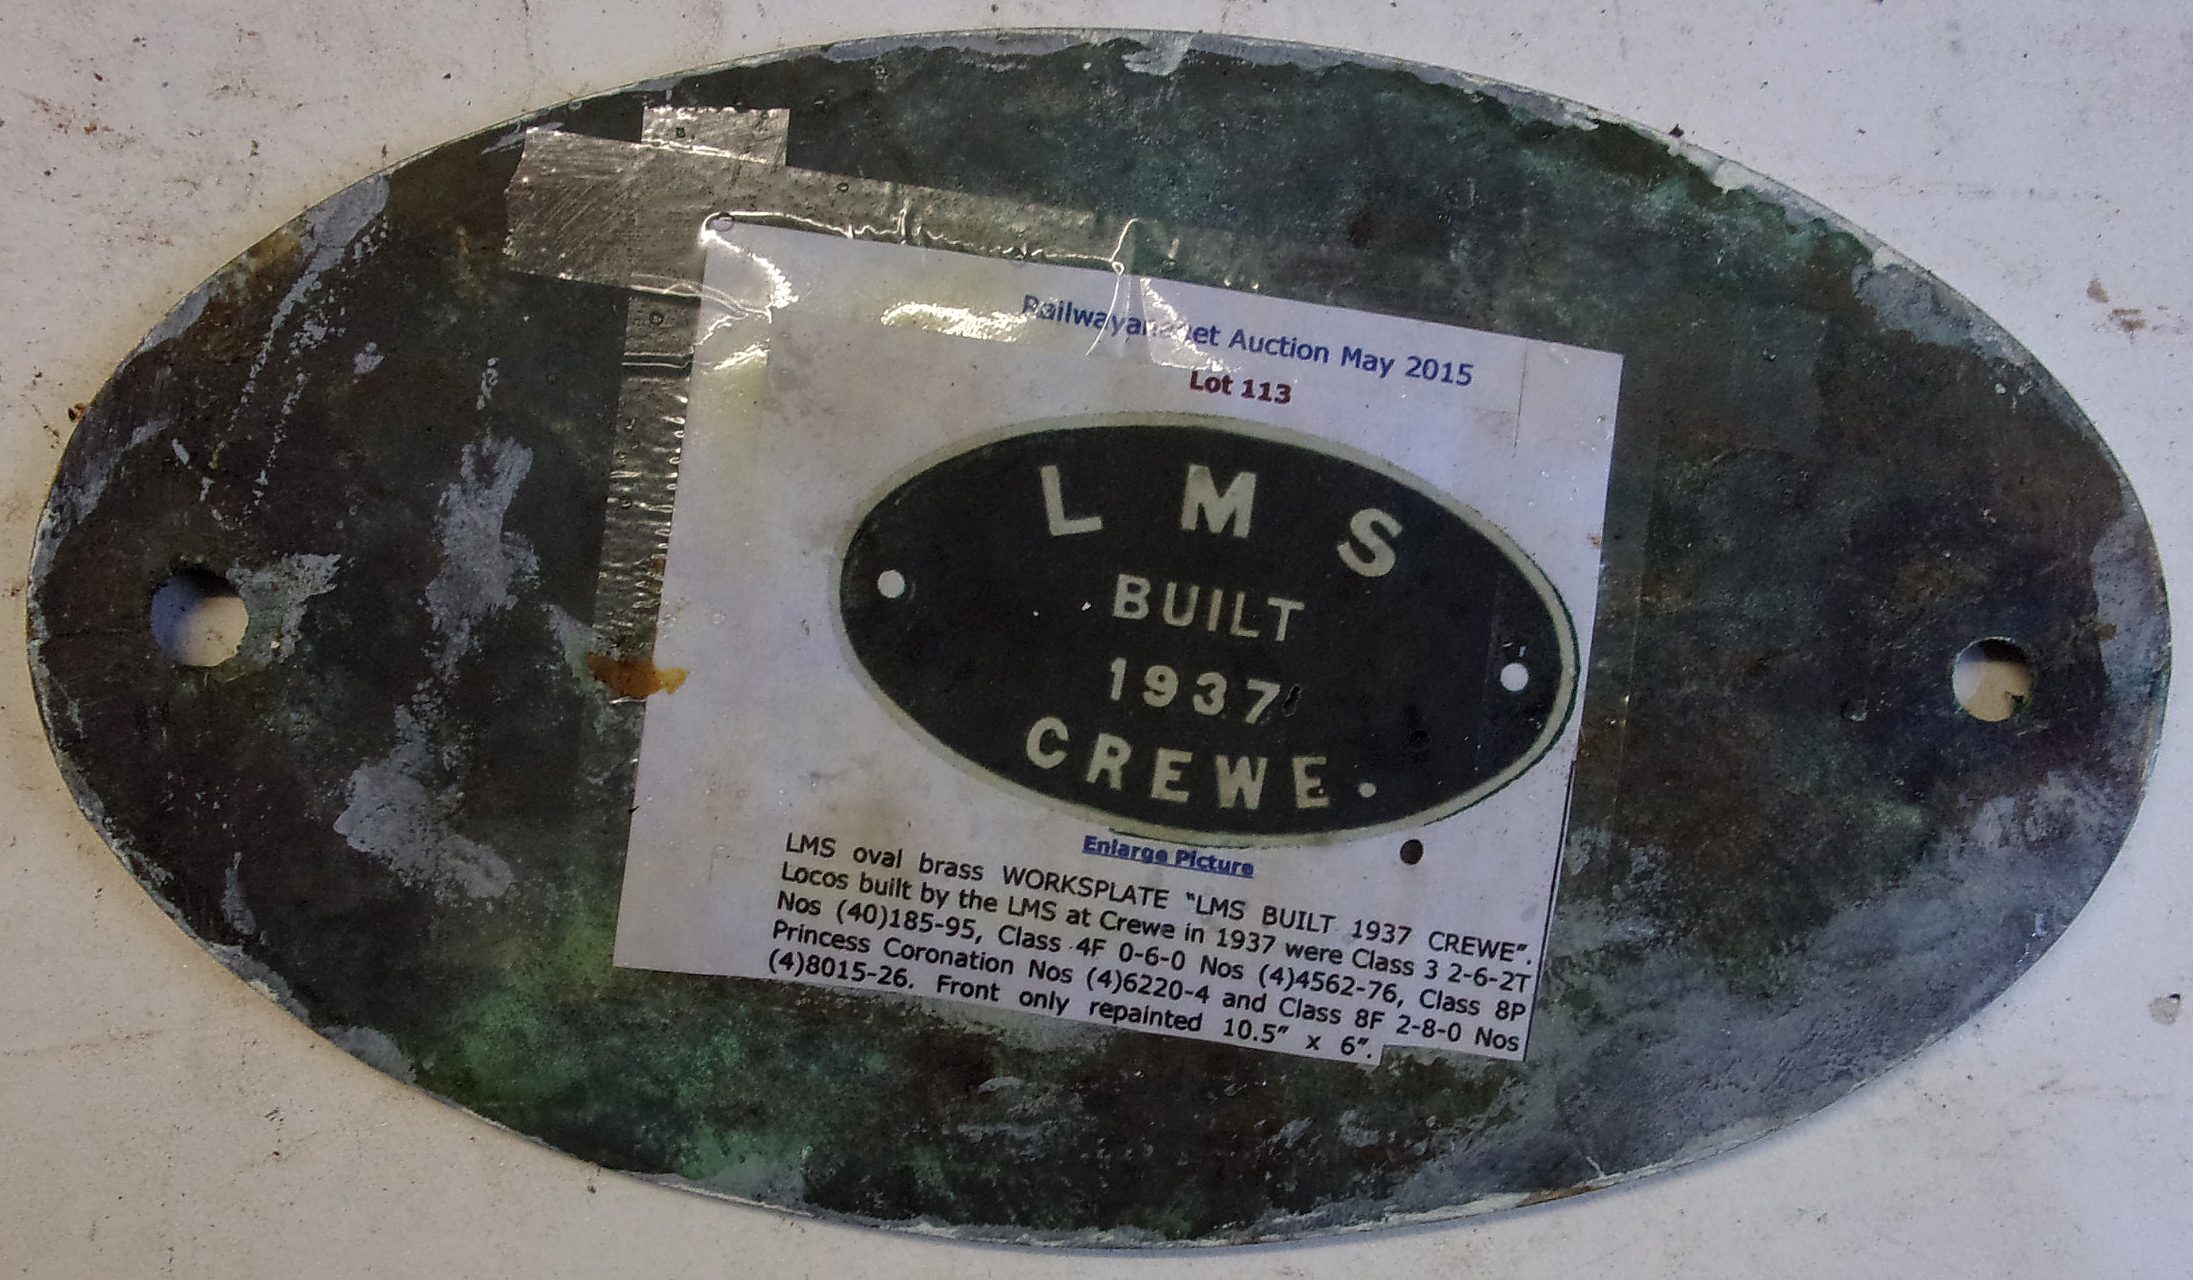 Railwayana.net Auction May 2015
Lot 113
L M S
BUILT
1937
CREWE.
Enlarge Picture
LMS oval brass WORKSPLATE "LMS BUILT 1937 CREWE".
Locos built by the LMS at Crewe in 1937 were Class 3 2-6-2T
Nos (40)185-95, Class 4F 0-6-0 Nos (4)4562-76, Class 8P
Princess Coronation Nos (4)6220-4 and Class 8F 2-8-0 Nos
(4)8015-26. Front only repainted 10.5" x 6".